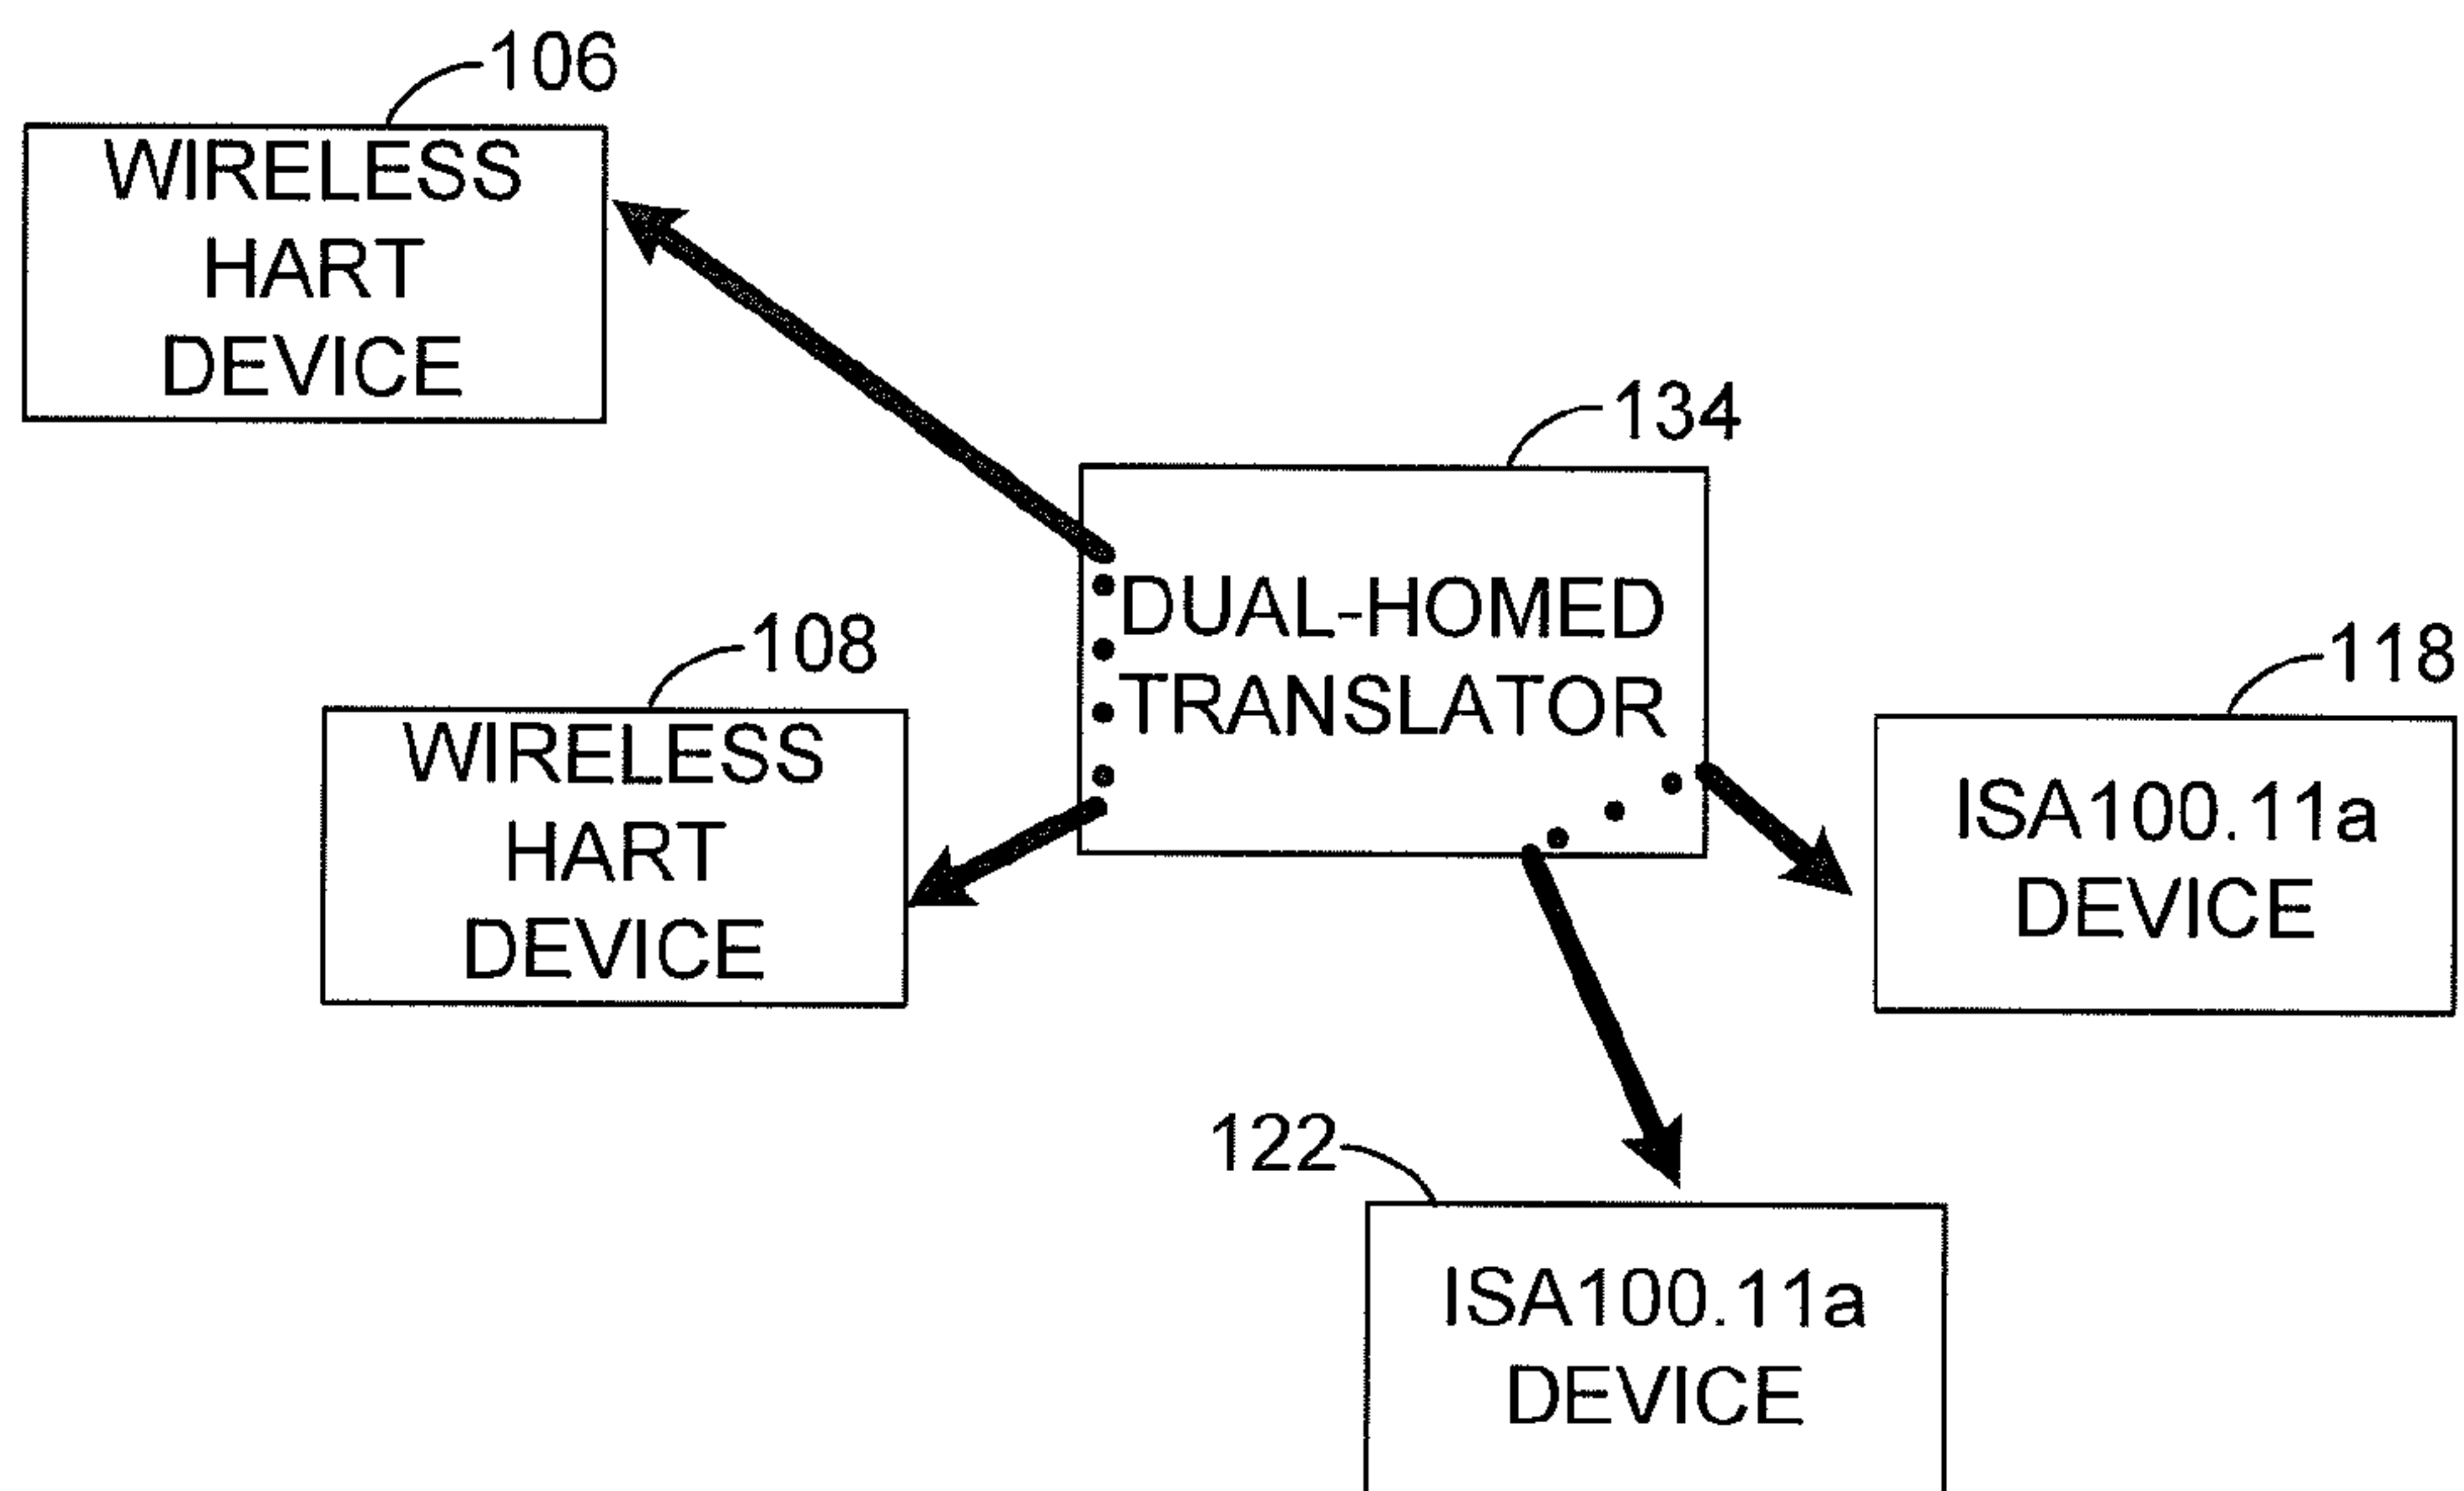 106
WIRELESS
HART
DEVICE
134
DUAL-HOMED
TRANSLATOR
108
WIRELESS
HART
DEVICE
118
ISA100.11a
DEVICE
122
ISA100.11a
DEVICE